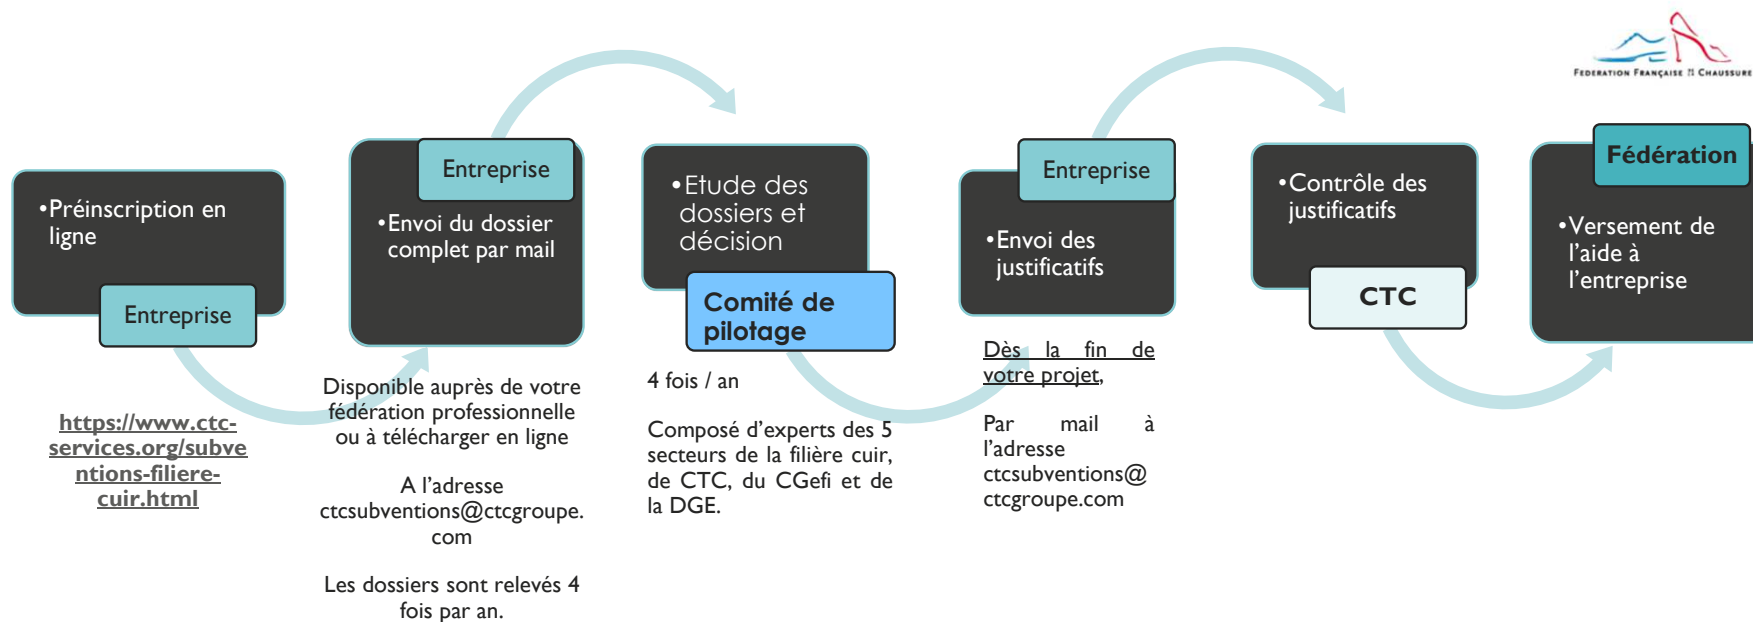 FEDERATION FRANÇAISE DE LA CHAUSSURE
•Préinscription en
ligne
Entreprise
https://www.ctc-
services.org/subve
ntions-filiere-
cuir.html
Entreprise
•Envoi du dossier
complet par mail
Disponible auprès de votre
fédération professionnelle
ou à télécharger en ligne
A l’adresse
ctcsubventions@ctcgroupe.
com
Les dossiers sont relevés 4
fois par an.
•Etude des
dossiers et
décision
Comité de
pilotage
4 fois / an
Composé d’experts des 5
secteurs de la filière cuir,
de CTC, du CGefi et de
la DGE.
Entreprise
•Envoi des
justificatifs
Dès la fin de
votre projet,
Par mail à
l’adresse
ctcsubventions@
ctcgroupe.com
•Contrôle des
justificatifs
CTC
Fédération
•Versement de
l’aide à
l’entreprise